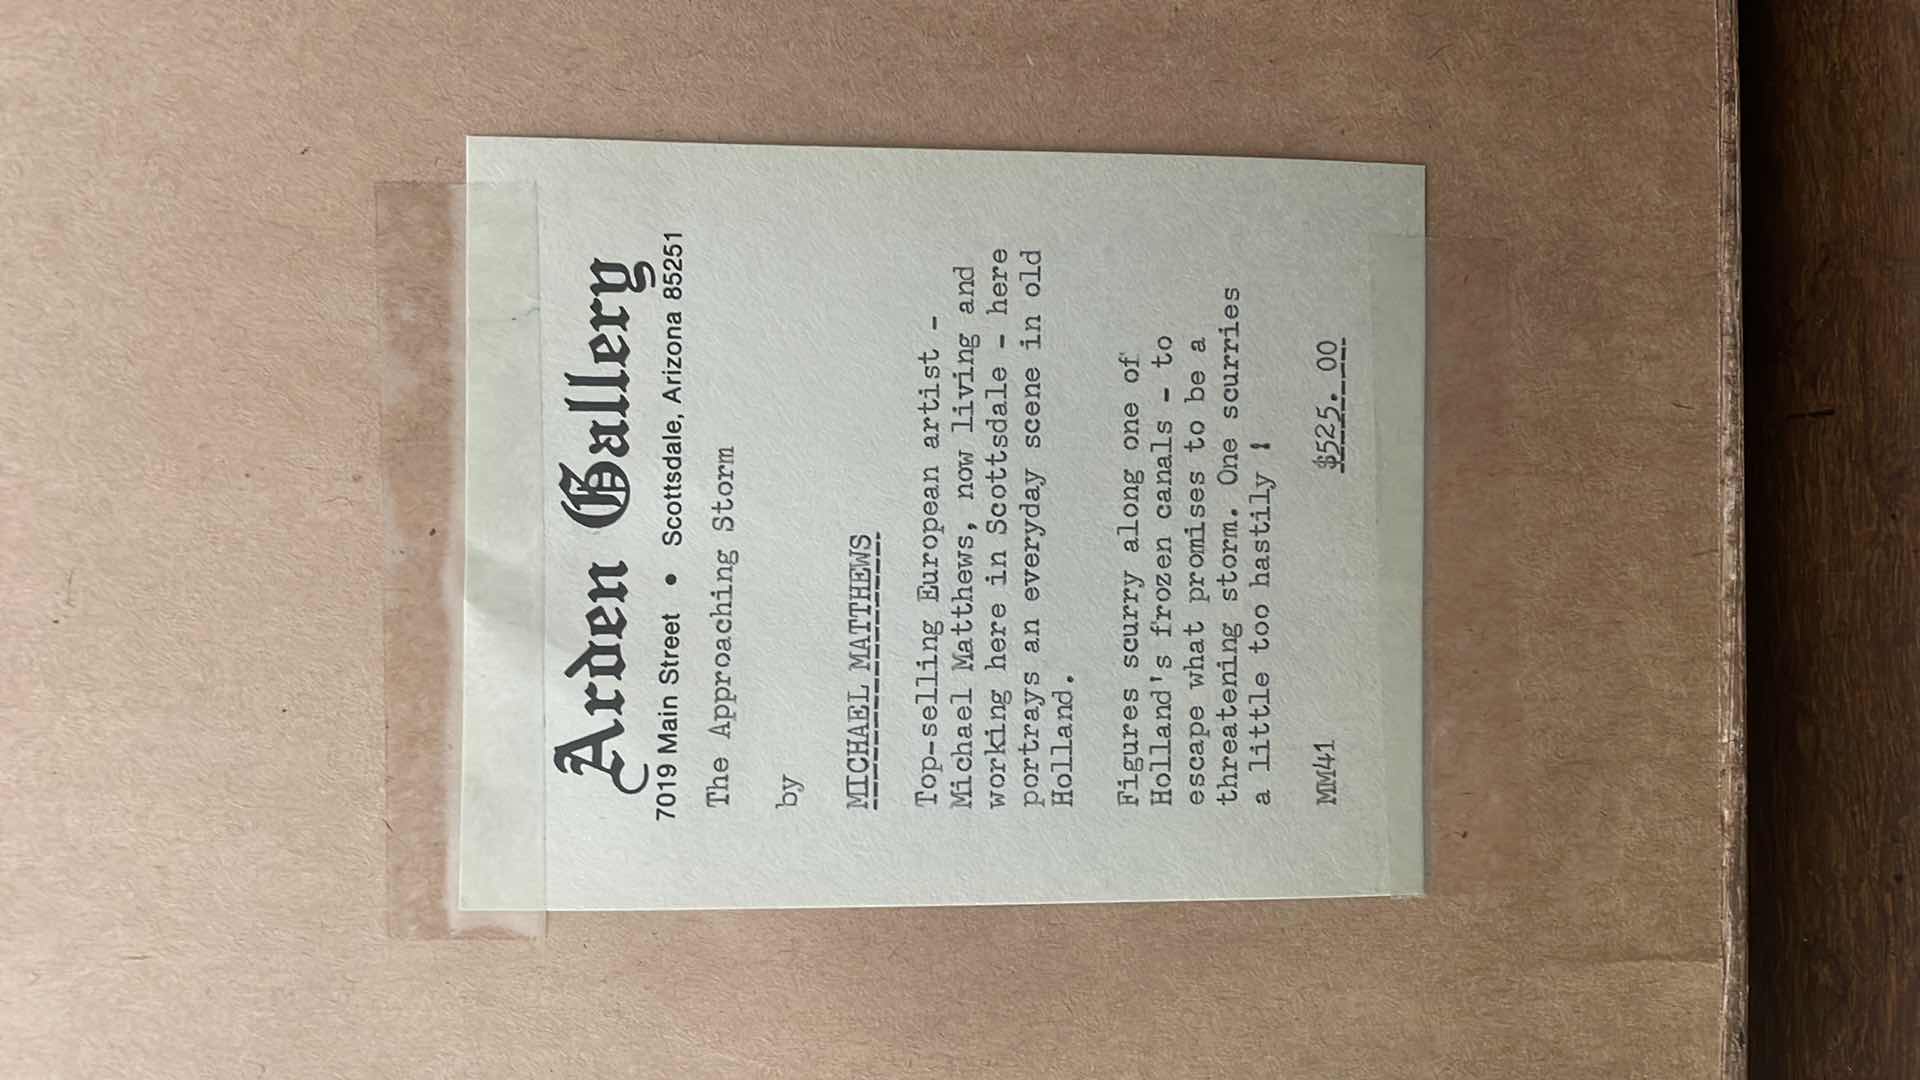 Arden Gallery
7019 Main Street • Scottsdale, Arizona 85251
The Approaching Storm
by
MICHAEL MATTHEWS
Top-selling European artist -
Michael Matthews, now living and
working here in Scottsdale - here
portrays an everyday scene in old
Holland.
Figures scurry along one of
Holland's frozen canals - to
escape what promises to be a
threatening storm. One scurries
a little too hastily !
MM41 $525. 00